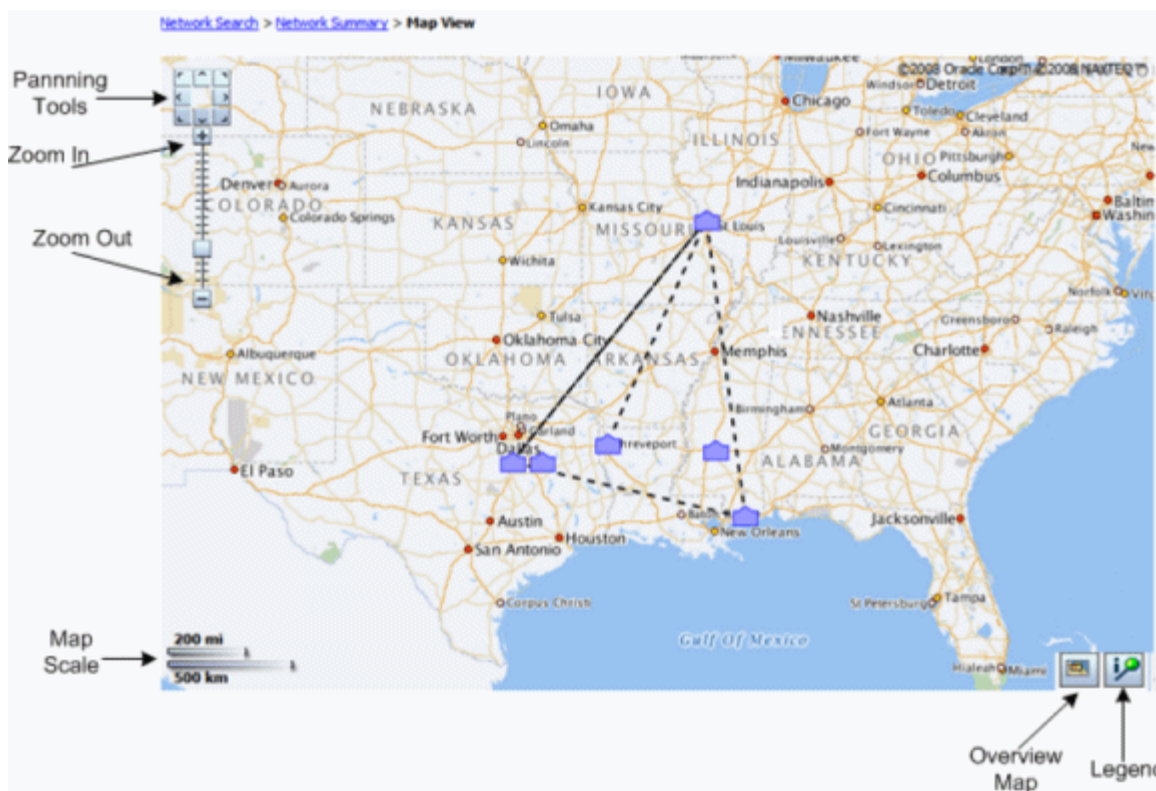 Network Search > Network Summary > Map View
Pannning
Tools
Zoom In
Zoom Out
Map
Scale
200 mi
500 km
Overview
Map
Legend
©2008 Oracle Corp
London
Windsor
Detroit
Chicago
IOWA
NEBRASKA
Omaha
Lincoln
ILLINOIS
Toledo
Cleveland
Fort Wayne
Akron
OHIO
Pittsburgh
Denver
Aurora
COLORADO
Colorado Springs
Indianapolis
Columbus
KANSAS
Kansas City
MISSOURI
St Louis
Cincinnati
Louisville
Lexington
KENTUCKY
Wichita
Norfolk
Tulsa
Nashville
ENNESSEE
Greensboro
Raleigh
Oklahoma City
OKLAHOMA
ARKANSAS
Memphis
Charlotte
Albuquerque
NEW MEXICO
Birmingham
Atlanta
GEORGIA
Plano
Garland
Fort Worth
Dallas
hreveport
Montgomery
ALABAMA
El Paso
TEXAS
Austin
Houston
San Antonio
Baton
New Orleans
Jacksonville
Corpus Christi
St Petersburg
Tampa
Gulf Of Mexico
Hialeah
Miami